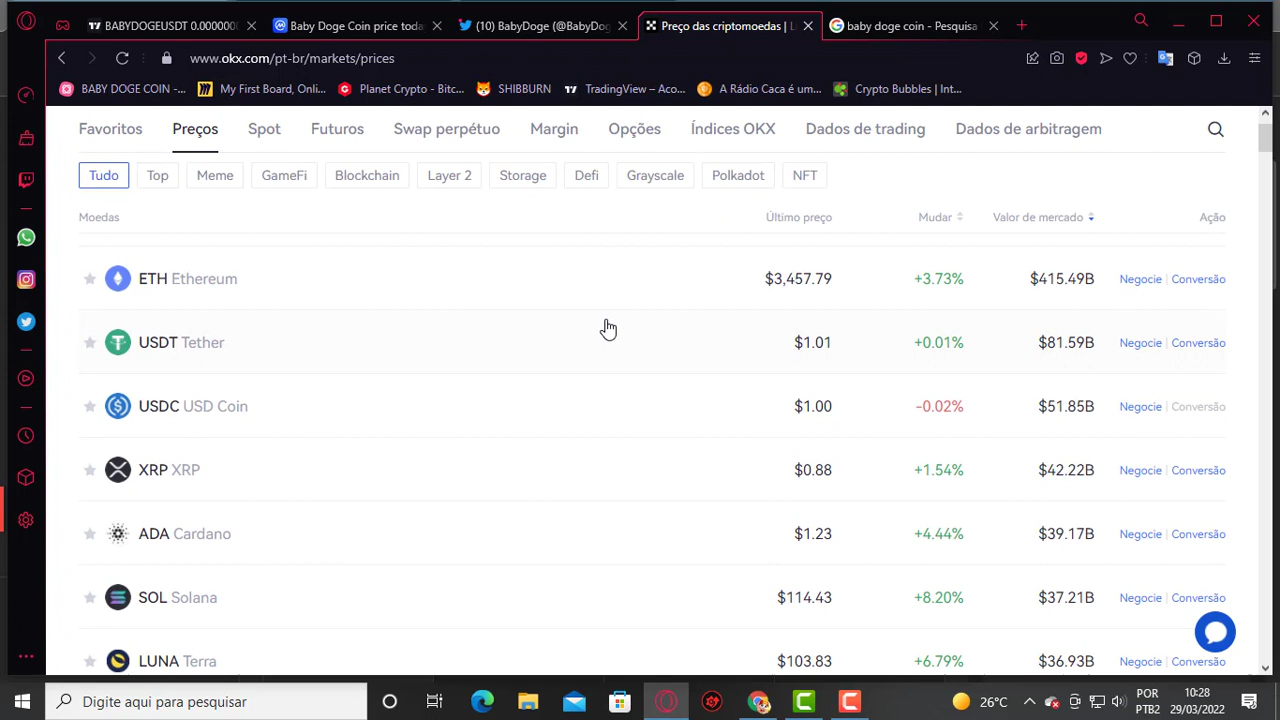 BABYDOGEUSDT 0.0000000
Baby Doge Coin price toda
(10) BabyDoge (@BabyDog
Preço das criptomoedas | L
baby doge coin - Pesquisa
www.okx.com/pt-br/markets/prices
BABY DOGE COIN -...
My First Board, Onli...
Planet Crypto - Bitc...
SHIBBURN
TradingView – Aco...
A Rádio Caca é um...
Crypto Bubbles | Int...
Favoritos Preços Spot Futuros Swap perpétuo Margin Opções Índices OKX Dados de trading Dados de arbitragem
Tudo Top Meme GameFi Blockchain Layer 2 Storage Defi Grayscale Polkadot NFT
Moedas Último preço Mudar Valor de mercado Ação
ETH Ethereum $3,457.79 +3.73% $415.49B Negocie | Conversão
USDT Tether $1.01 +0.01% $81.59B Negocie | Conversão
USDC USD Coin $1.00 -0.02% $51.85B Negocie | Conversão
XRP XRP $0.88 +1.54% $42.22B Negocie | Conversão
ADA Cardano $1.23 +4.44% $39.17B Negocie | Conversão
SOL Solana $114.43 +8.20% $37.21B Negocie | Conversão
LUNA Terra $103.83 +6.79% $36.93B Negocie | Conversão
Digite aqui para pesquisar
26°C
POR
PTB2
10:28
29/03/2022